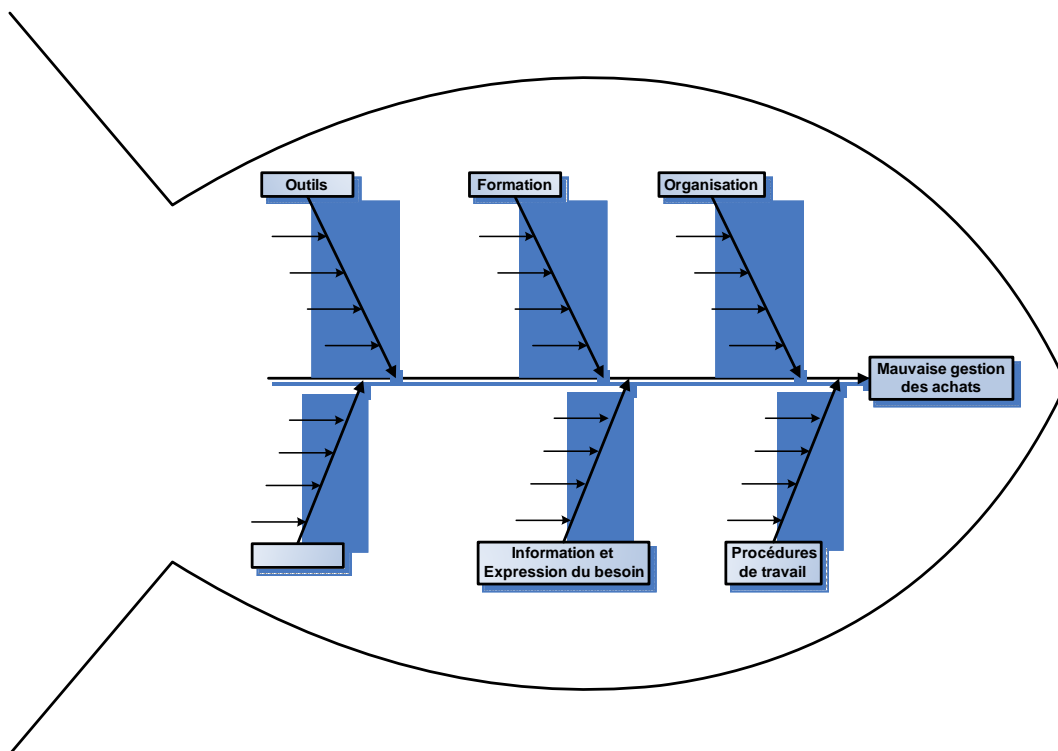 Outils
Formation
Organisation
Mauvaise gestion
des achats
Information et
Expression du besoin
Procédures
de travail